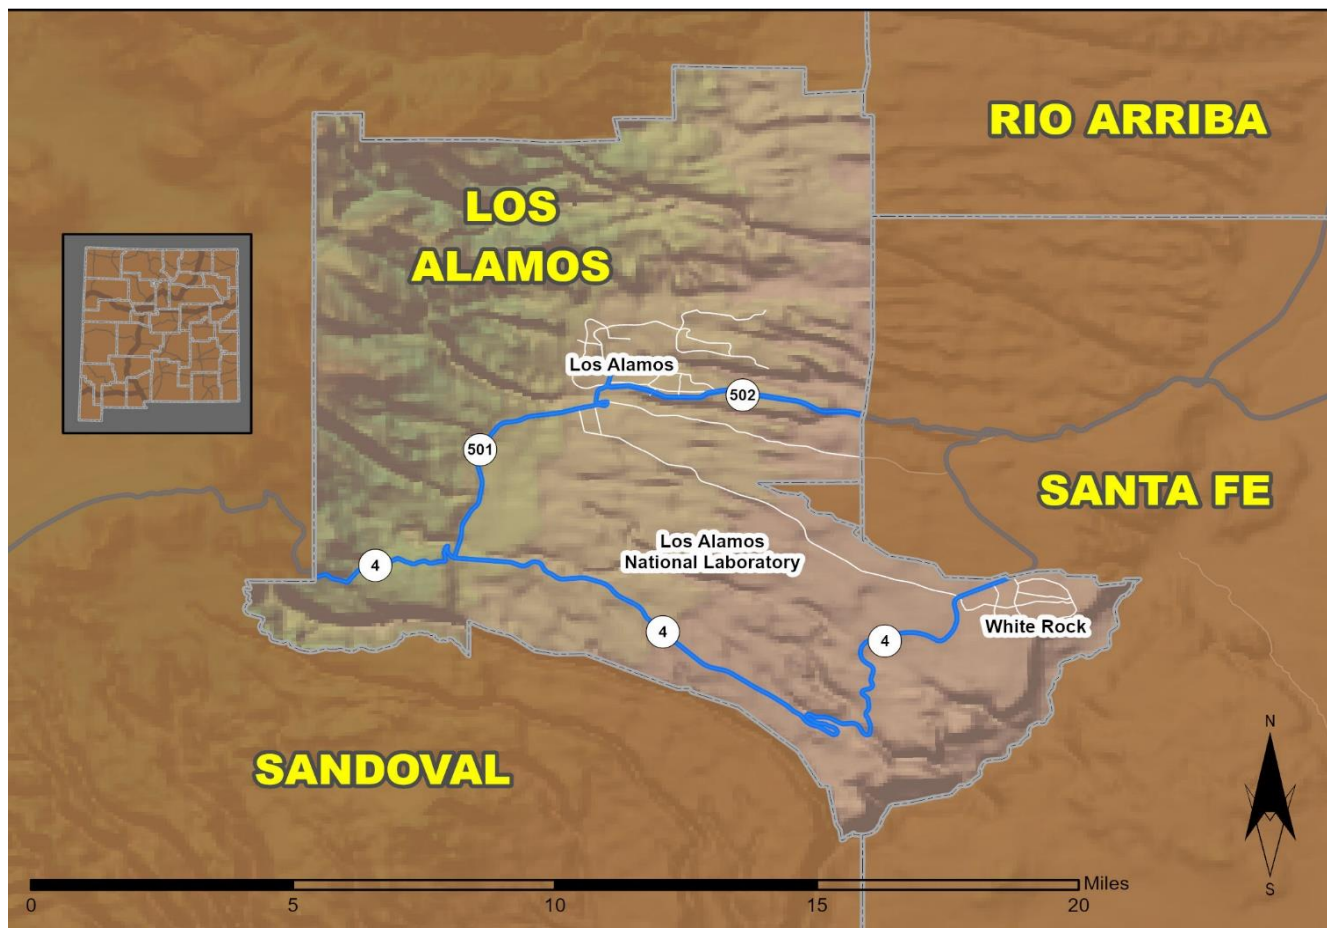 RIO ARRIBA
LOS
ALAMOS
Los Alamos
502
501
SANTA FE
Los Alamos
National Laboratory
4
4
4
White Rock
SANDOVAL
N
S
Miles
0 5 10 15 20